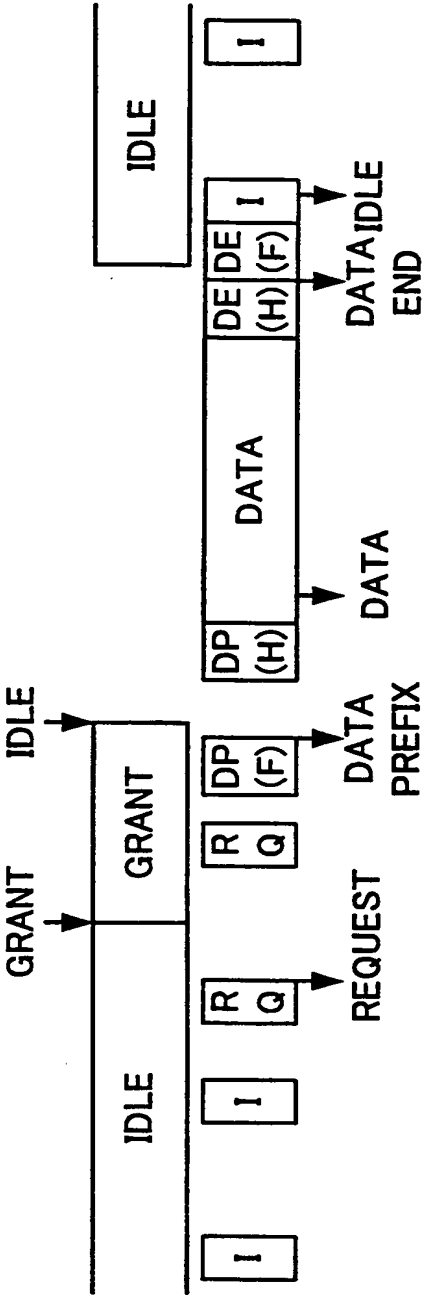 GRANT
IDLE
IDLE
GRANT
IDLE
I
I
R
Q
R
Q
DP
(F)
DP
(H)
DATA
DE
(H)
DE
(F)
I
I
REQUEST
DATA
PREFIX
DATA
DATA
END
IDLE